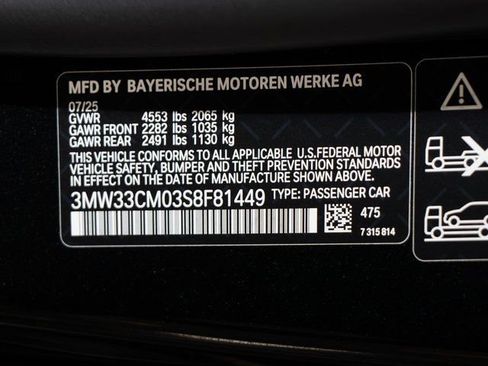 MFD BY BAYERISCHE MOTOREN WERKE AG
07/25
GVWR 4553 lbs 2065 kg
GAWR FRONT 2282 lbs 1035 kg
GAWR REAR 2491 lbs 1130 kg
THIS VEHICLE CONFORMS TO ALL APPLICABLE U.S.FEDERAL MOTOR
VEHICLE SAFETY, BUMPER, AND THEFT PREVENTION STANDARDS
IN EFFECT ON THE DATE OF MANUFACTURE SHOWN ABOVE.
3MW33CM03S8F81449 TYPE: PASSENGER CAR
475
7 315 814